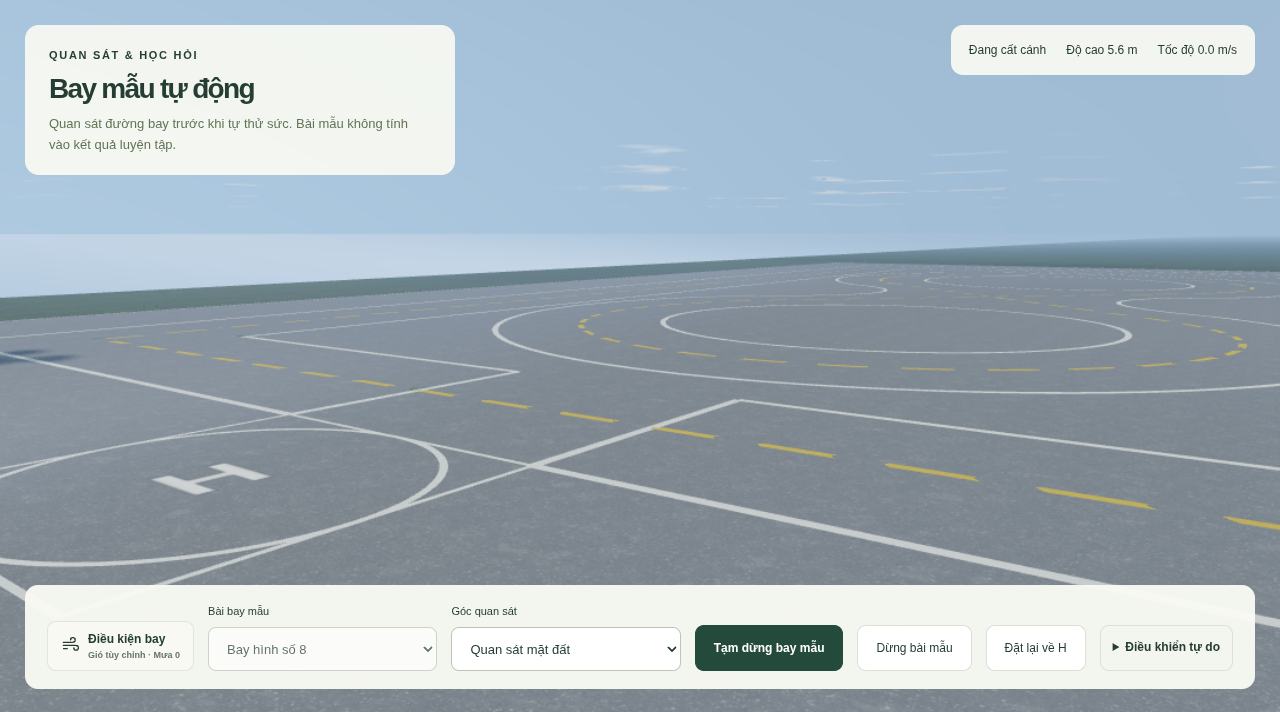 QUAN SÁT & HỌC HỎI
Bay mẫu tự động
Quan sát đường bay trước khi tự thử sức. Bài mẫu không tính
vào kết quả luyện tập.
Đang cất cánh Độ cao 5.6 m Tốc độ 0.0 m/s
H
Bài bay mẫu
Góc quan sát
Điều kiện bay
Gió tùy chỉnh · Mưa 0
Bay hình số 8
Quan sát mặt đất
Tạm dừng bay mẫu
Dừng bài mẫu
Đặt lại về H
Điều khiển tự do